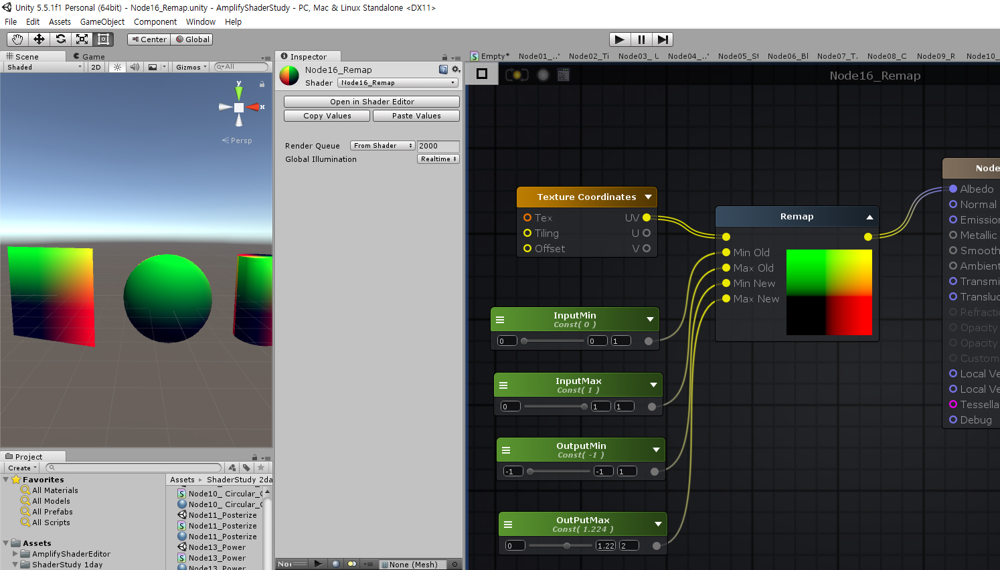 Unity 5.5.1f1 Personal (64bit) - Node16_Remap.unity - AmplifyShaderStudy - PC, Mac & Linux Standalone <DX11>
File Edit Assets GameObject Component Window Help
Center Global
Scene Game
Shaded 2D Gizmos All
y
x
Persp
Inspector
Node16_Remap
Shader Node16_Remap
Open in Shader Editor
Copy Values Paste Values
Render Queue From Shader 2000
Global Illumination Realtime
None (Mesh)
Empty* Node01_..' Node02_Ti Node03_ U Node04_..' Node05_St Node06_Bl Node07_T. Node08_C Node09_R Node10_
Node16_Remap
Texture Coordinates
Tex UV
Tiling U
Offset V
Remap
Min Old
Max Old
Min New
Max New
InputMin
Const( 0 )
0 0 1
InputMax
Const( 1 )
0 1 1
OutputMin
Const( -1 )
-1 -1 1
OutPutMax
Const( 1.224 )
0 1.22 2
Node
Albedo
Normal
Emission
Metallic
Smooth
Ambient
Transmi
Transluc
Refracti
Opacity
Opacity
Custom
Local Ve
Local Ve
Tessella
Debug
Project
Create
Favorites
All Materials
All Models
All Prefabs
All Scripts
Assets
AmplifyShaderEditor
ShaderStudy 1day
Assets ShaderStudy 2da
Node10_ Circular_C
Node10_ Circular_C
Node11_Posterize
Node11_Posterize
Node11_Posterize
Node13_Power
Node13_Power
Node13_Power